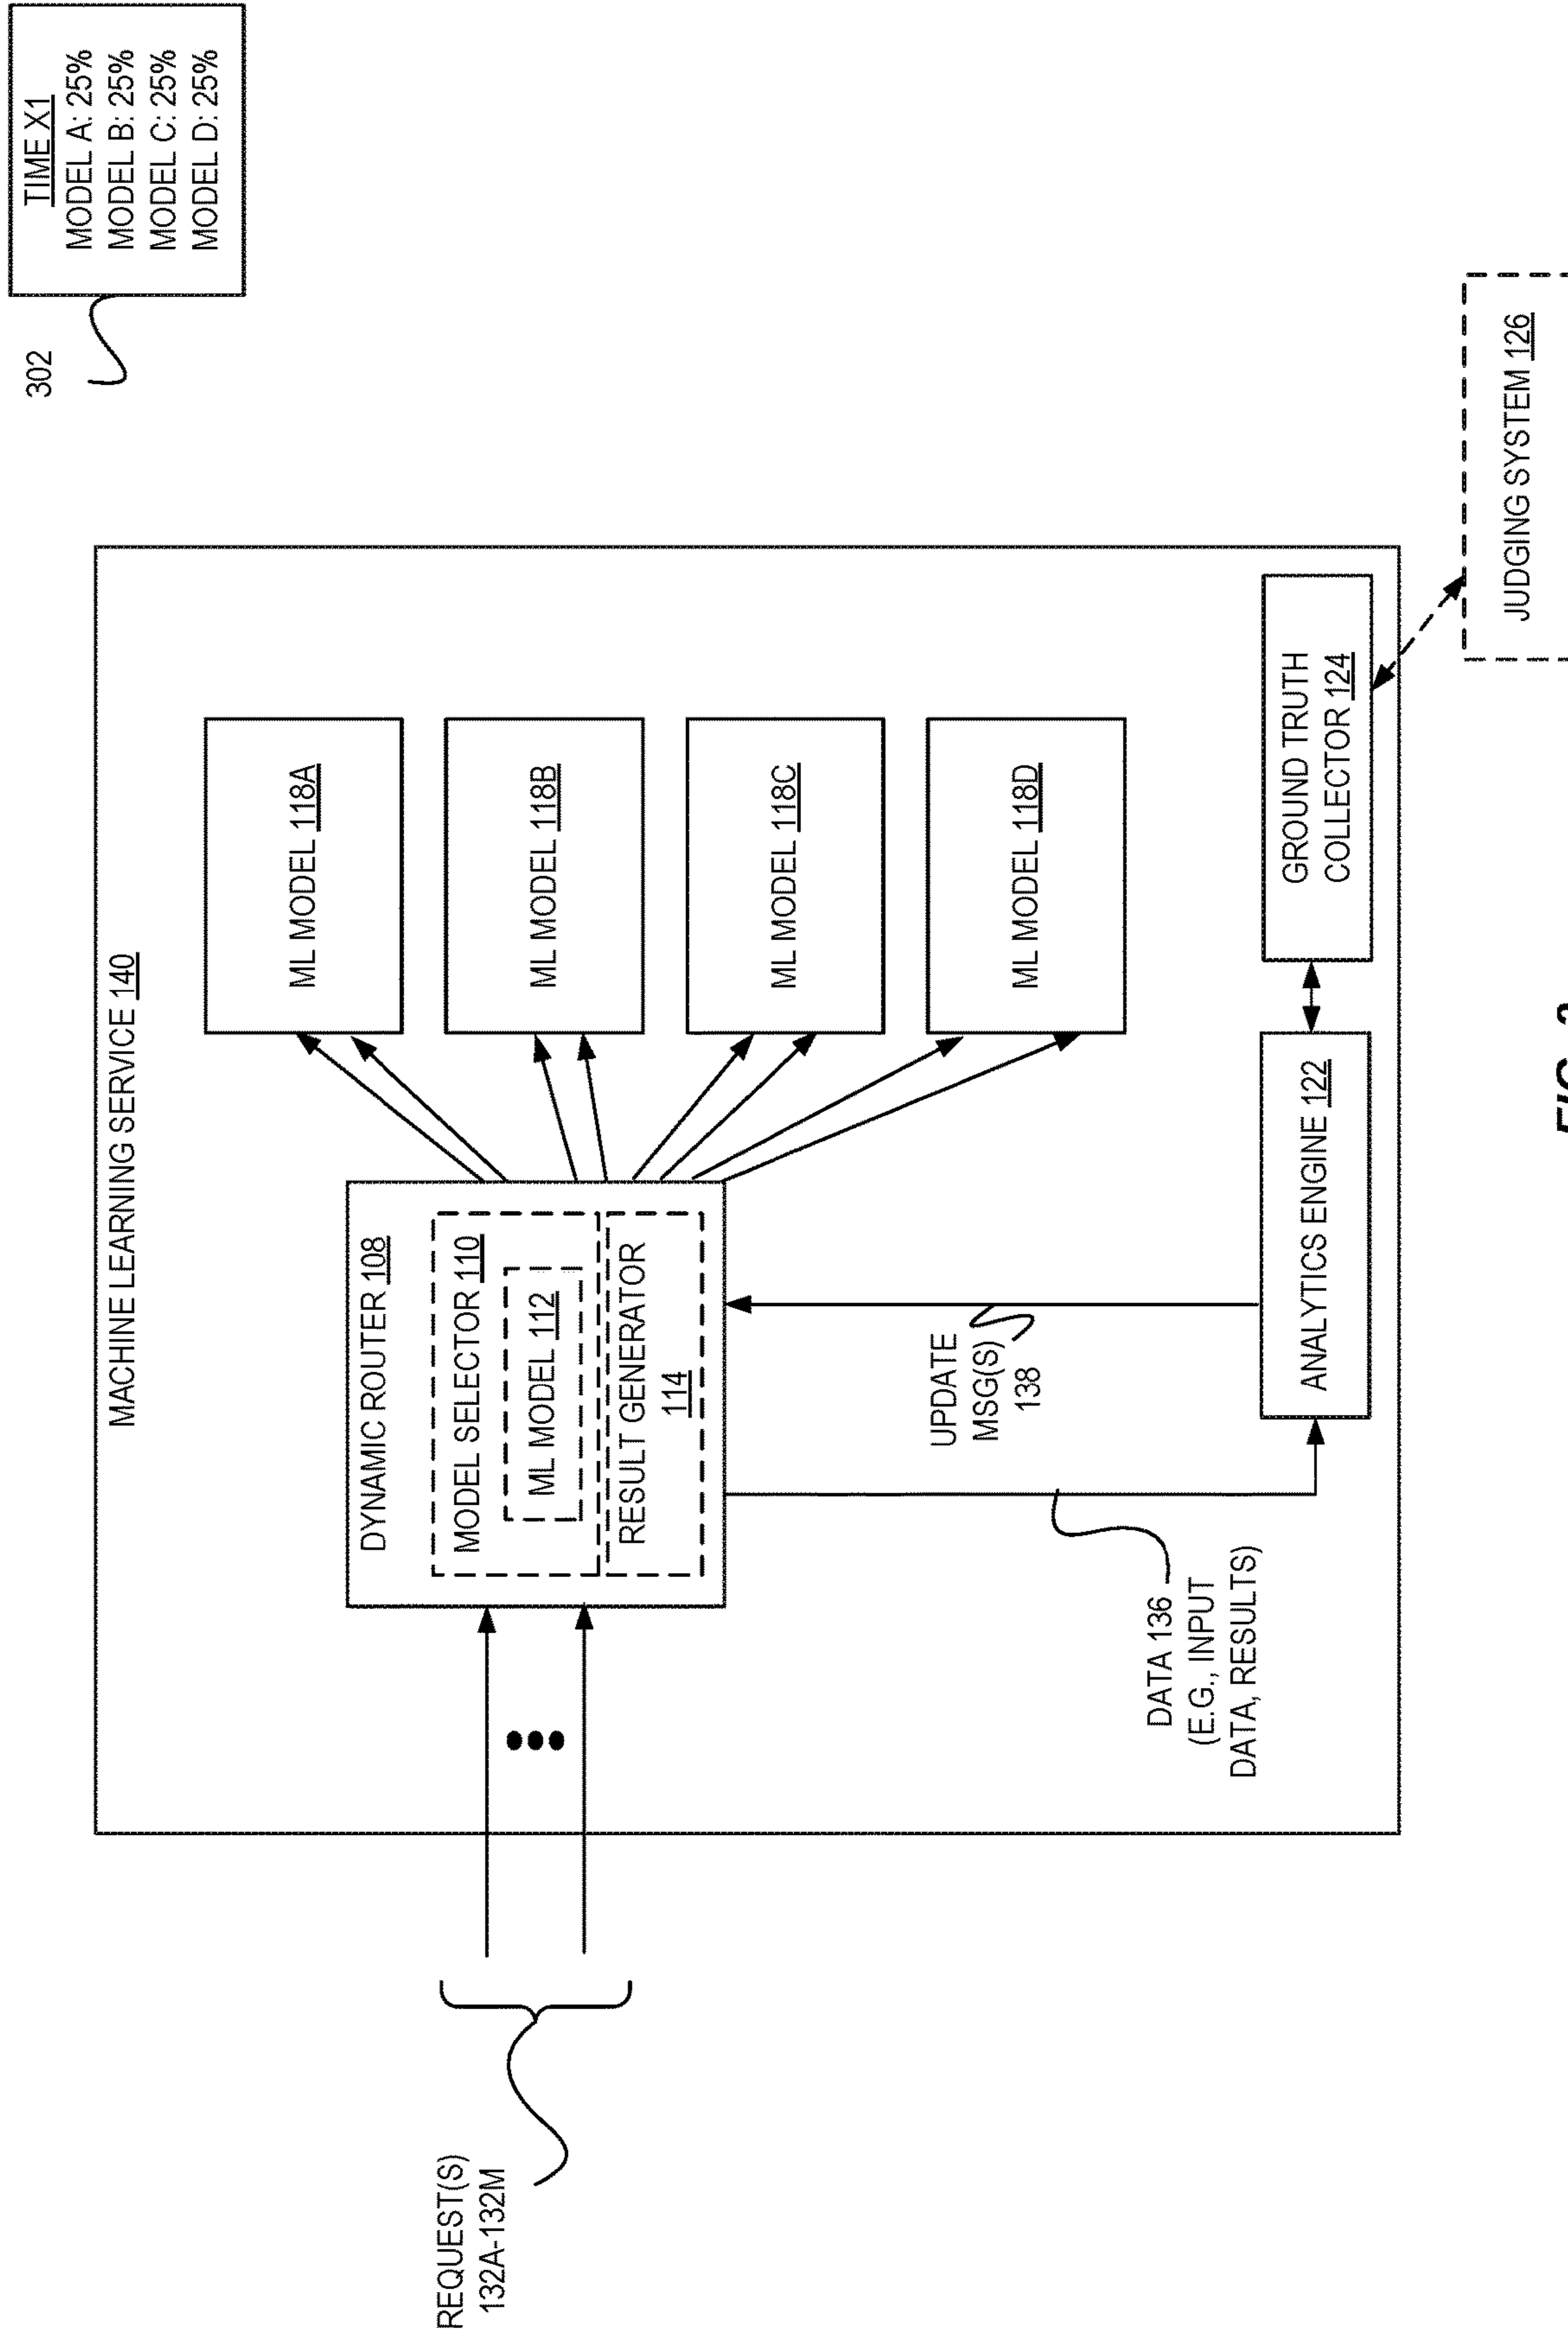 302
TIME X1
MODEL A: 25%
MODEL B: 25%
MODEL C: 25%
MODEL D: 25%
MACHINE LEARNING SERVICE 140
REQUEST(S)
132A-132M
DYNAMIC ROUTER 108
MODEL SELECTOR 110
ML MODEL 112
RESULT GENERATOR
114
ML MODEL 118A
ML MODEL 118B
ML MODEL 118C
ML MODEL 118D
UPDATE
MSG(S)
138
DATA 136
(E.G., INPUT
DATA, RESULTS)
ANALYTICS ENGINE 122
GROUND TRUTH
COLLECTOR 124
JUDGING SYSTEM 126
FIG.